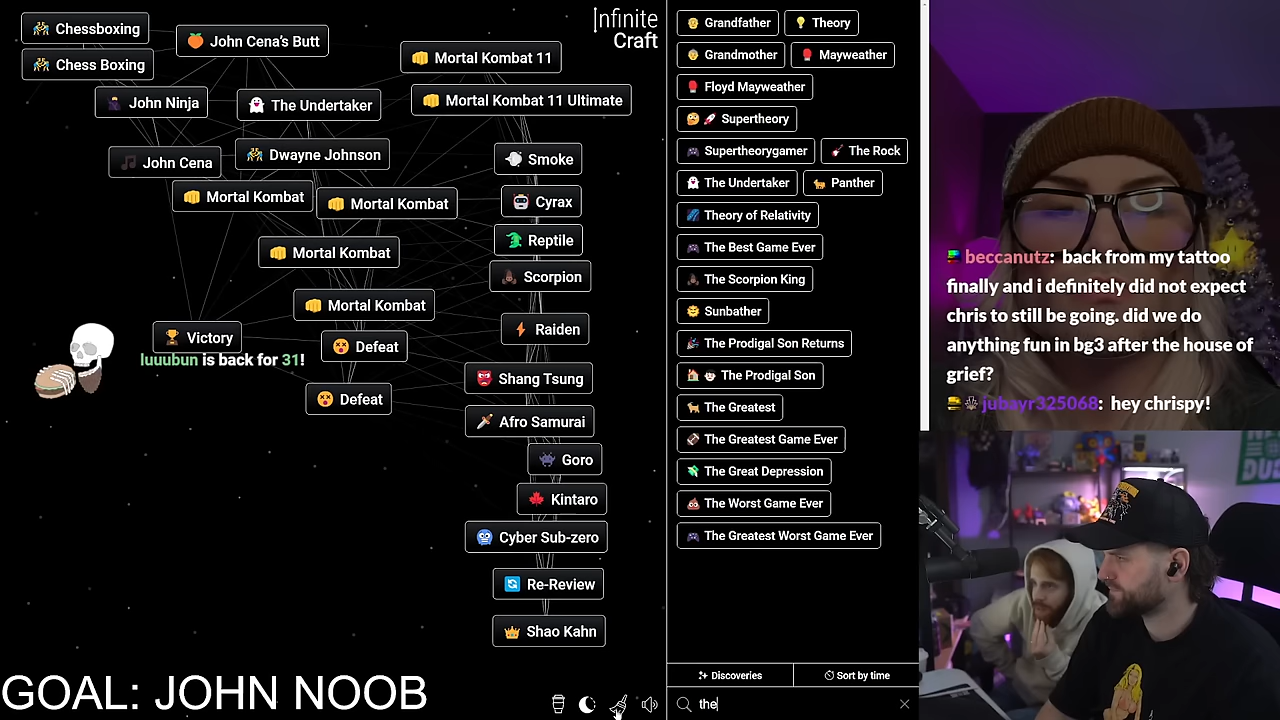 Infinite
Craft
Chessboxing
Chess Boxing
John Cena's Butt
Mortal Kombat 11
Mortal Kombat 11 Ultimate
John Ninja
The Undertaker
John Cena
Dwayne Johnson
Mortal Kombat
Mortal Kombat
Mortal Kombat
Mortal Kombat
Victory
Defeat
Defeat
luuubun is back for 31!
Smoke
Cyrax
Reptile
Scorpion
Raiden
Shang Tsung
Afro Samurai
Goro
Kintaro
Cyber Sub-zero
Re-Review
Shao Kahn
GOAL: JOHN NOOB
Grandfather
Theory
Grandmother
Mayweather
Floyd Mayweather
Supertheory
Supertheorygamer
The Rock
The Undertaker
Panther
Theory of Relativity
The Best Game Ever
The Scorpion King
Sunbather
The Prodigal Son Returns
The Prodigal Son
The Greatest
The Greatest Game Ever
The Great Depression
The Worst Game Ever
The Greatest Worst Game Ever
Discoveries
Sort by time
the
beccanutz: back from my tattoo
finally and i definitely did not expect
chris to still be going. did we do
anything fun in bg3 after the house of
grief?
jubayr325068: hey chrispy!